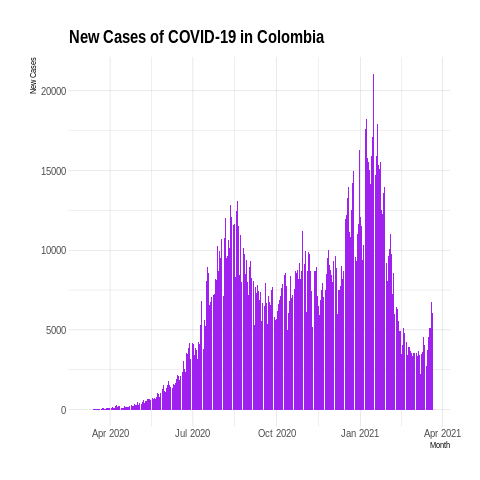 New Cases of COVID-19 in Colombia
New Cases
20000
15000
10000
5000
0
Apr 2020 Jul 2020 Oct 2020 Jan 2021 Apr 2021
Month